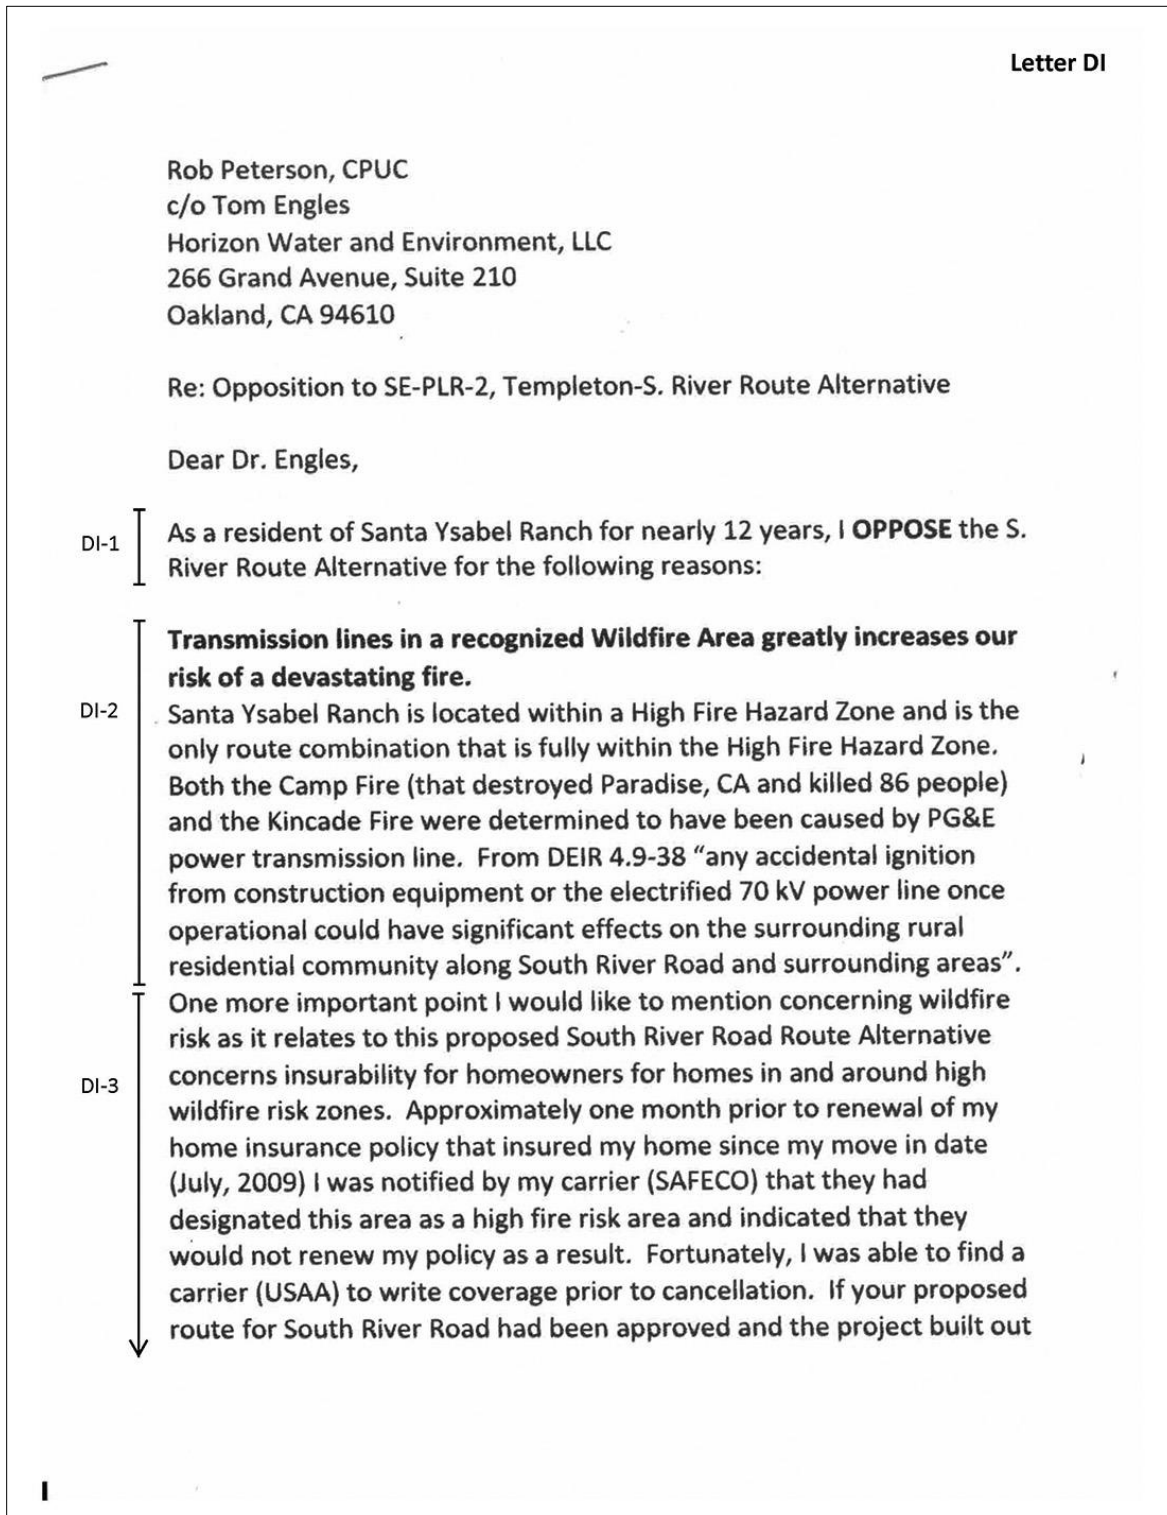 Letter DI
Rob Peterson, CPUC
c/o Tom Engles
Horizon Water and Environment, LLC
266 Grand Avenue, Suite 210
Oakland, CA 94610
Re: Opposition to SE-PLR-2, Templeton-S. River Route Alternative
Dear Dr. Engles,
DI-1
As a resident of Santa Ysabel Ranch for nearly 12 years, I OPPOSE the S.
River Route Alternative for the following reasons:
Transmission lines in a recognized Wildfire Area greatly increases our
risk of a devastating fire.
DI-2
Santa Ysabel Ranch is located within a High Fire Hazard Zone and is the
only route combination that is fully within the High Fire Hazard Zone.
Both the Camp Fire (that destroyed Paradise, CA and killed 86 people)
and the Kincade Fire were determined to have been caused by PG&E
power transmission line.  From DEIR 4.9-38 “any accidental ignition
from construction equipment or the electrified 70 kV power line once
operational could have significant effects on the surrounding rural
residential community along South River Road and surrounding areas”.
One more important point I would like to mention concerning wildfire
risk as it relates to this proposed South River Road Route Alternative
DI-3
concerns insurability for homeowners for homes in and around high
wildfire risk zones.  Approximately one month prior to renewal of my
home insurance policy that insured my home since my move in date
(July, 2009) I was notified by my carrier (SAFECO) that they had
designated this area as a high fire risk area and indicated that they
would not renew my policy as a result.  Fortunately, I was able to find a
carrier (USAA) to write coverage prior to cancellation.  If your proposed
route for South River Road had been approved and the project built out